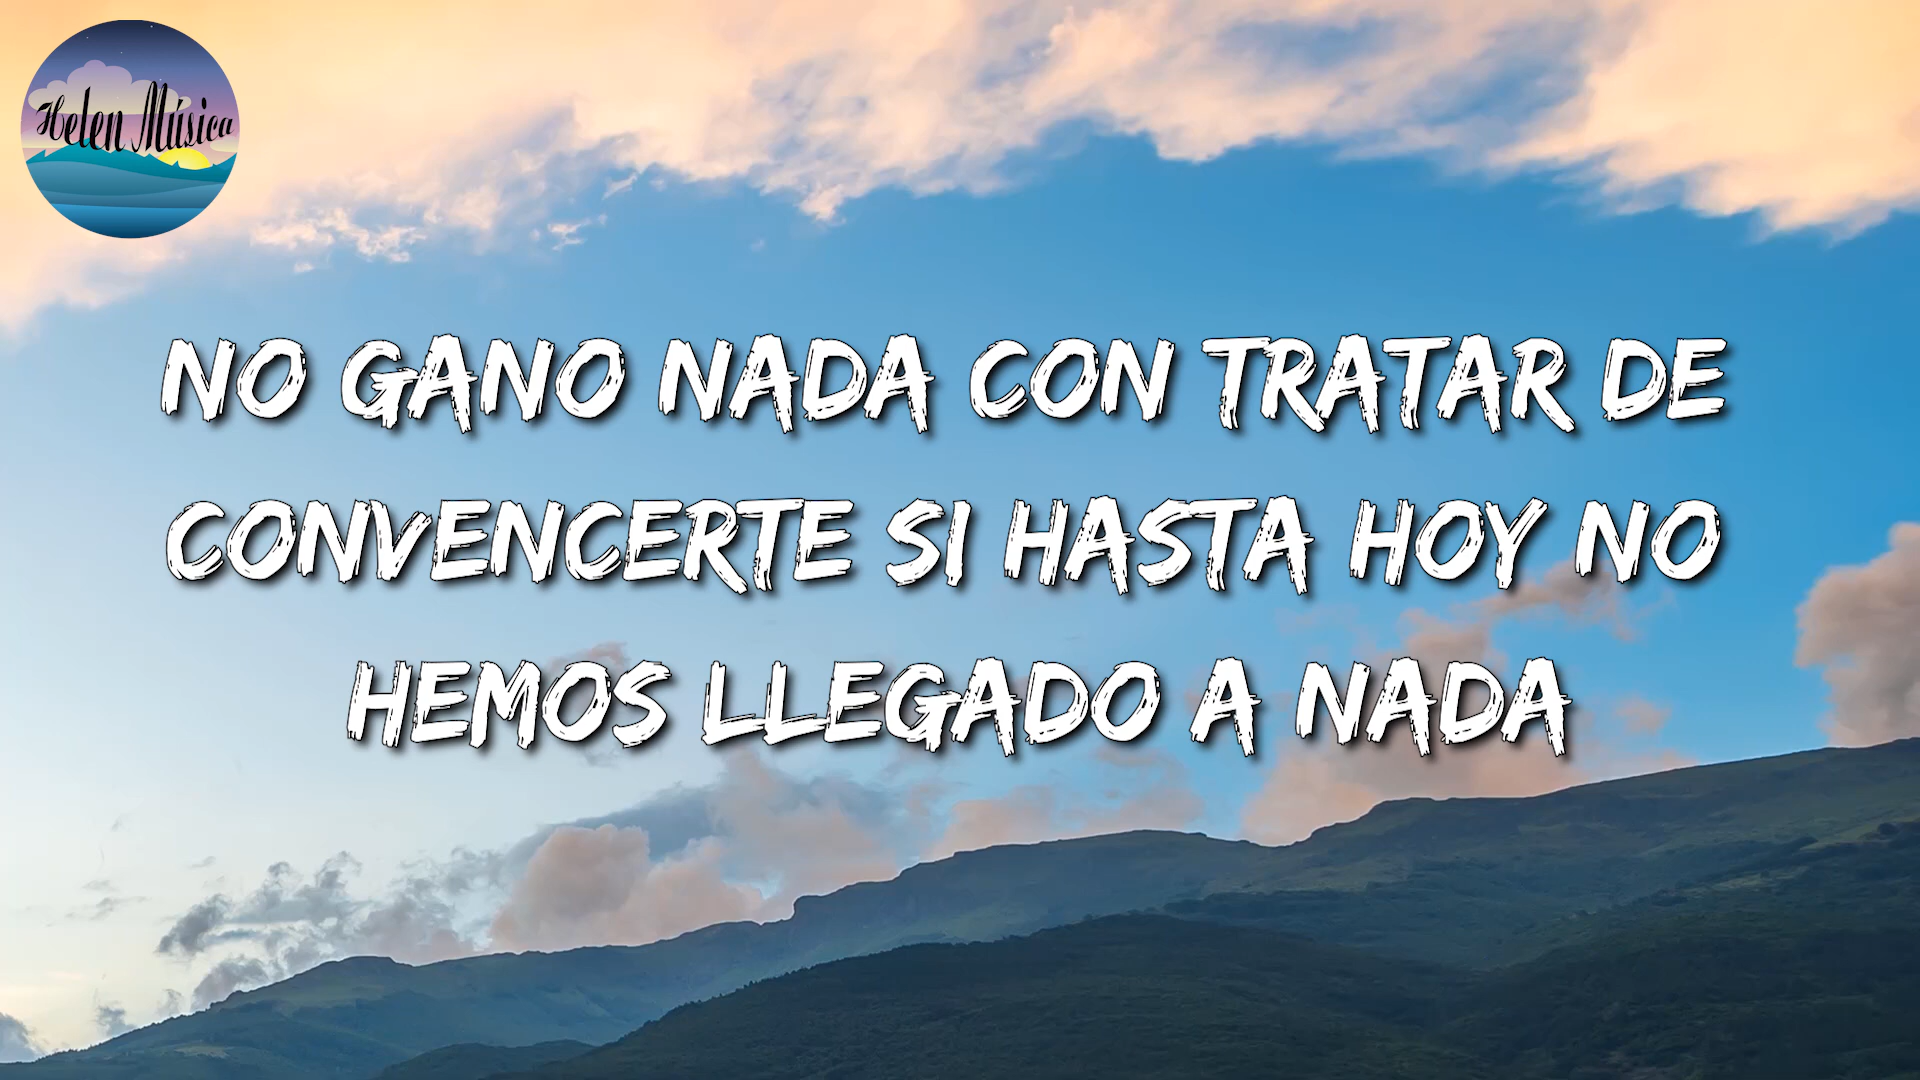 Helen Música
NO GANO NADA CON TRATAR DE
CONVENCERTE SI HASTA HOY NO
HEMOS LLEGADO A NADA